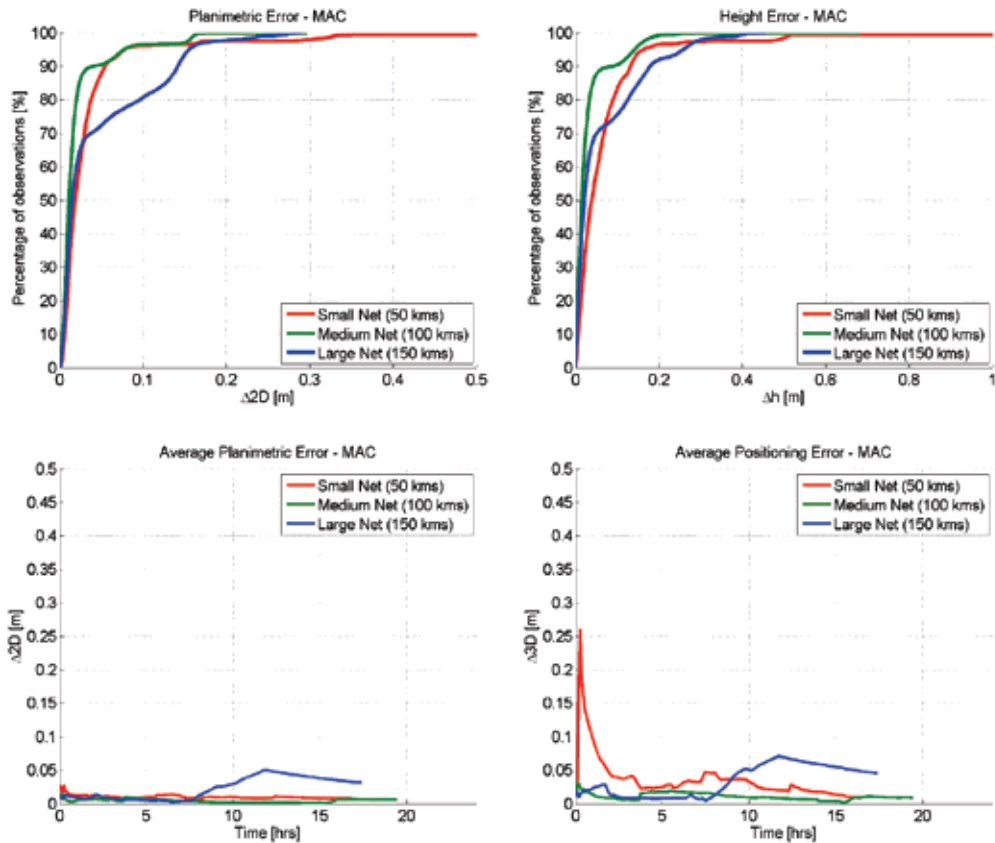 Planimetric Error - MAC
Percentage of observations [%]
100
90
80
70
60
50
40
30
20
10
0
0 0.1 0.2 0.3 0.4 0.5
Δ2D [m]
Small Net (50 kms)
Medium Net (100 kms)
Large Net (150 kms)
Height Error - MAC
Percentage of observations [%]
100
90
80
70
60
50
40
30
20
10
0
0 0.2 0.4 0.6 0.8 1
Δh [m]
Small Net (50 kms)
Medium Net (100 kms)
Large Net (150 kms)
Average Planimetric Error - MAC
Δ2D [m]
0.5
0.45
0.4
0.35
0.3
0.25
0.2
0.15
0.1
0.05
0
0 5 10 15 20
Time [hrs]
Small Net (50 kms)
Medium Net (100 kms)
Large Net (150 kms)
Average Positioning Error - MAC
Δ3D [m]
0.5
0.45
0.4
0.35
0.3
0.25
0.2
0.15
0.1
0.05
0
0 5 10 15 20
Time [hrs]
Small Net (50 kms)
Medium Net (100 kms)
Large Net (150 kms)